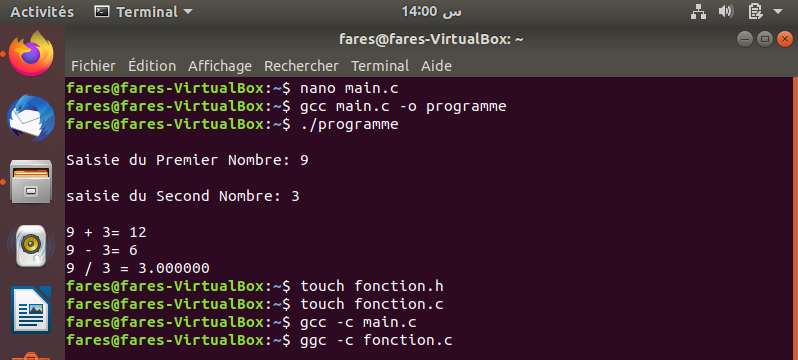 Activités Terminal 14:00 س
fares@fares-VirtualBox: ~
Fichier Édition Affichage Rechercher Terminal Aide
fares@fares-VirtualBox:~$ nano main.c
fares@fares-VirtualBox:~$ gcc main.c -o programme
fares@fares-VirtualBox:~$ ./programme
Saisie du Premier Nombre: 9
saisie du Second Nombre: 3
9 + 3= 12
9 - 3= 6
9 / 3 = 3.000000
fares@fares-VirtualBox:~$ touch fonction.h
fares@fares-VirtualBox:~$ touch fonction.c
fares@fares-VirtualBox:~$ gcc -c main.c
fares@fares-VirtualBox:~$ ggc -c fonction.c